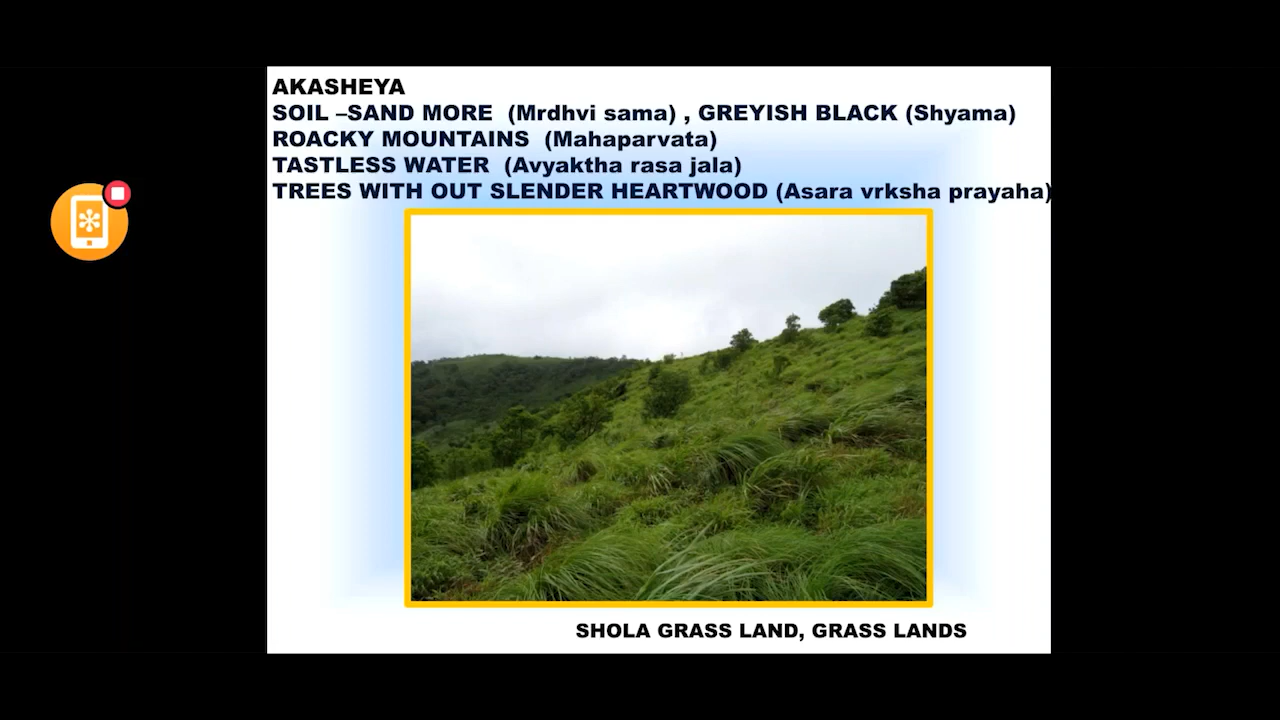 AKASHEYA
SOIL –SAND MORE (Mrdhvi sama) , GREYISH BLACK (Shyama)
ROACKY MOUNTAINS (Mahaparvata)
TASTLESS WATER (Avyaktha rasa jala)
TREES WITH OUT SLENDER HEARTWOOD (Asara vrksha prayaha)
SHOLA GRASS LAND, GRASS LANDS